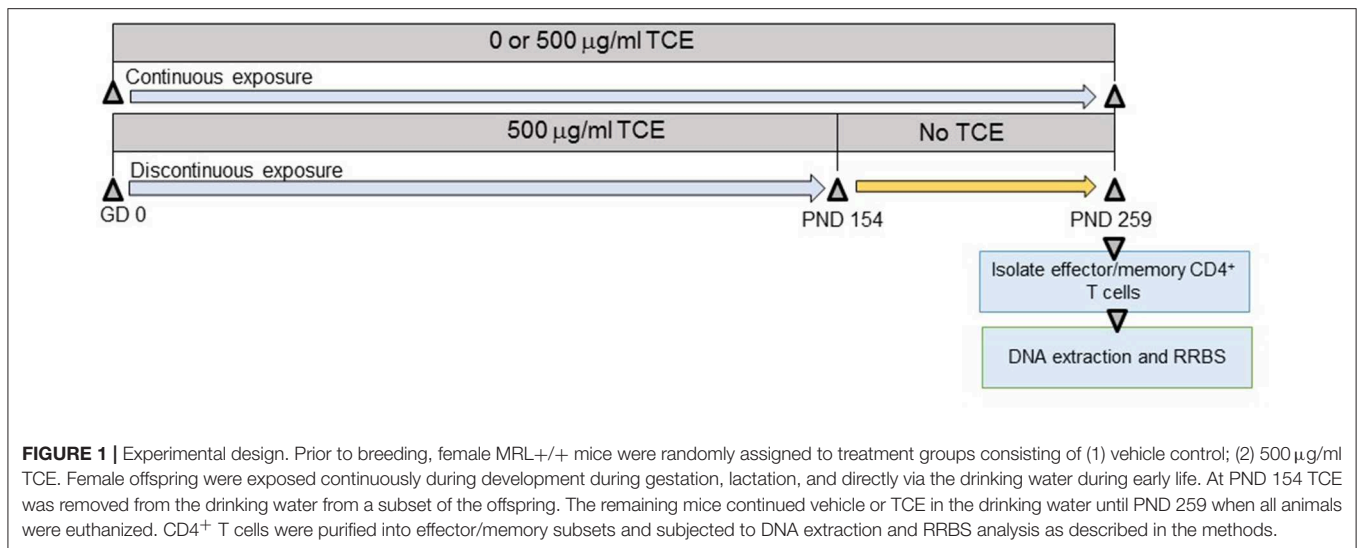 0 or 500 μg/ml TCE
Continuous exposure
500 μg/ml TCE
No TCE
Discontinuous exposure
GD 0
PND 154
PND 259
Isolate effector/memory CD4⁺
T cells
DNA extraction and RRBS
FIGURE 1 | Experimental design. Prior to breeding, female MRL+/+ mice were randomly assigned to treatment groups consisting of (1) vehicle control; (2) 500 μg/ml
TCE. Female offspring were exposed continuously during development during gestation, lactation, and directly via the drinking water during early life. At PND 154 TCE
was removed from the drinking water from a subset of the offspring. The remaining mice continued vehicle or TCE in the drinking water until PND 259 when all animals
were euthanized. CD4⁺ T cells were purified into effector/memory subsets and subjected to DNA extraction and RRBS analysis as described in the methods.